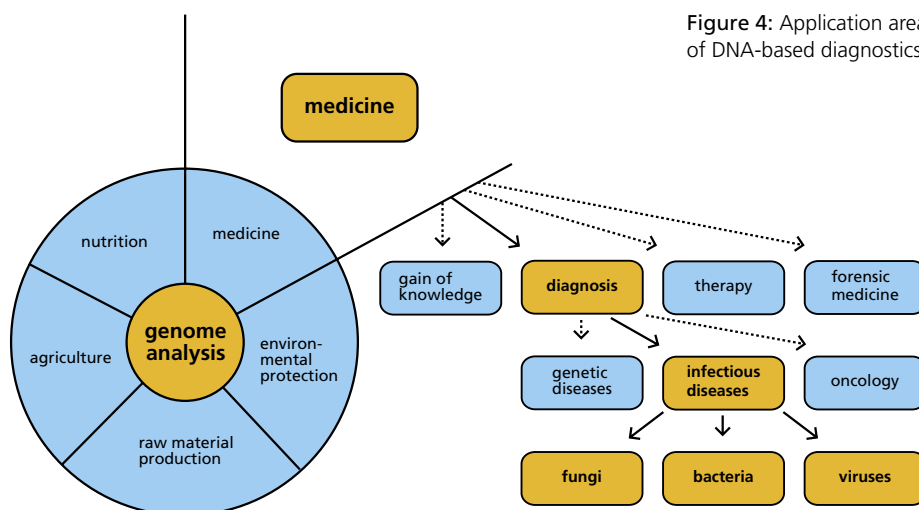 Figure 4: Application area
of DNA-based diagnostics
medicine
nutrition
medicine
agriculture
genome
analysis
environ-
mental
protection
raw material
production
gain of
knowledge
diagnosis
therapy
forensic
medicine
genetic
diseases
infectious
diseases
oncology
fungi
bacteria
viruses